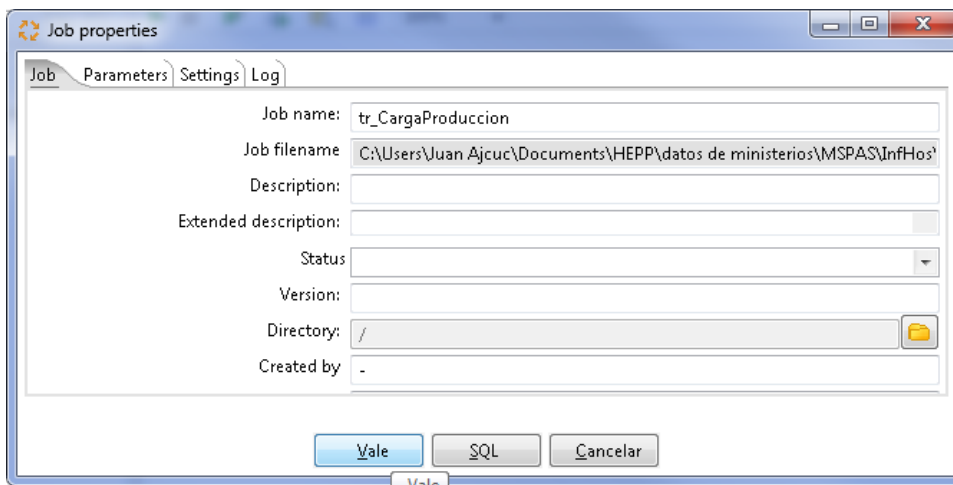 Job properties
Job Parameters Settings Log
Job name: tr_CargaProduccion
Job filename C:\Users\Juan Ajcuc\Documents\HEPP\datos de ministerios\MSPAS\InfHos\
Description:
Extended description:
Status
Version:
Directory: /
Created by -
Vale SQL Cancelar
Vale